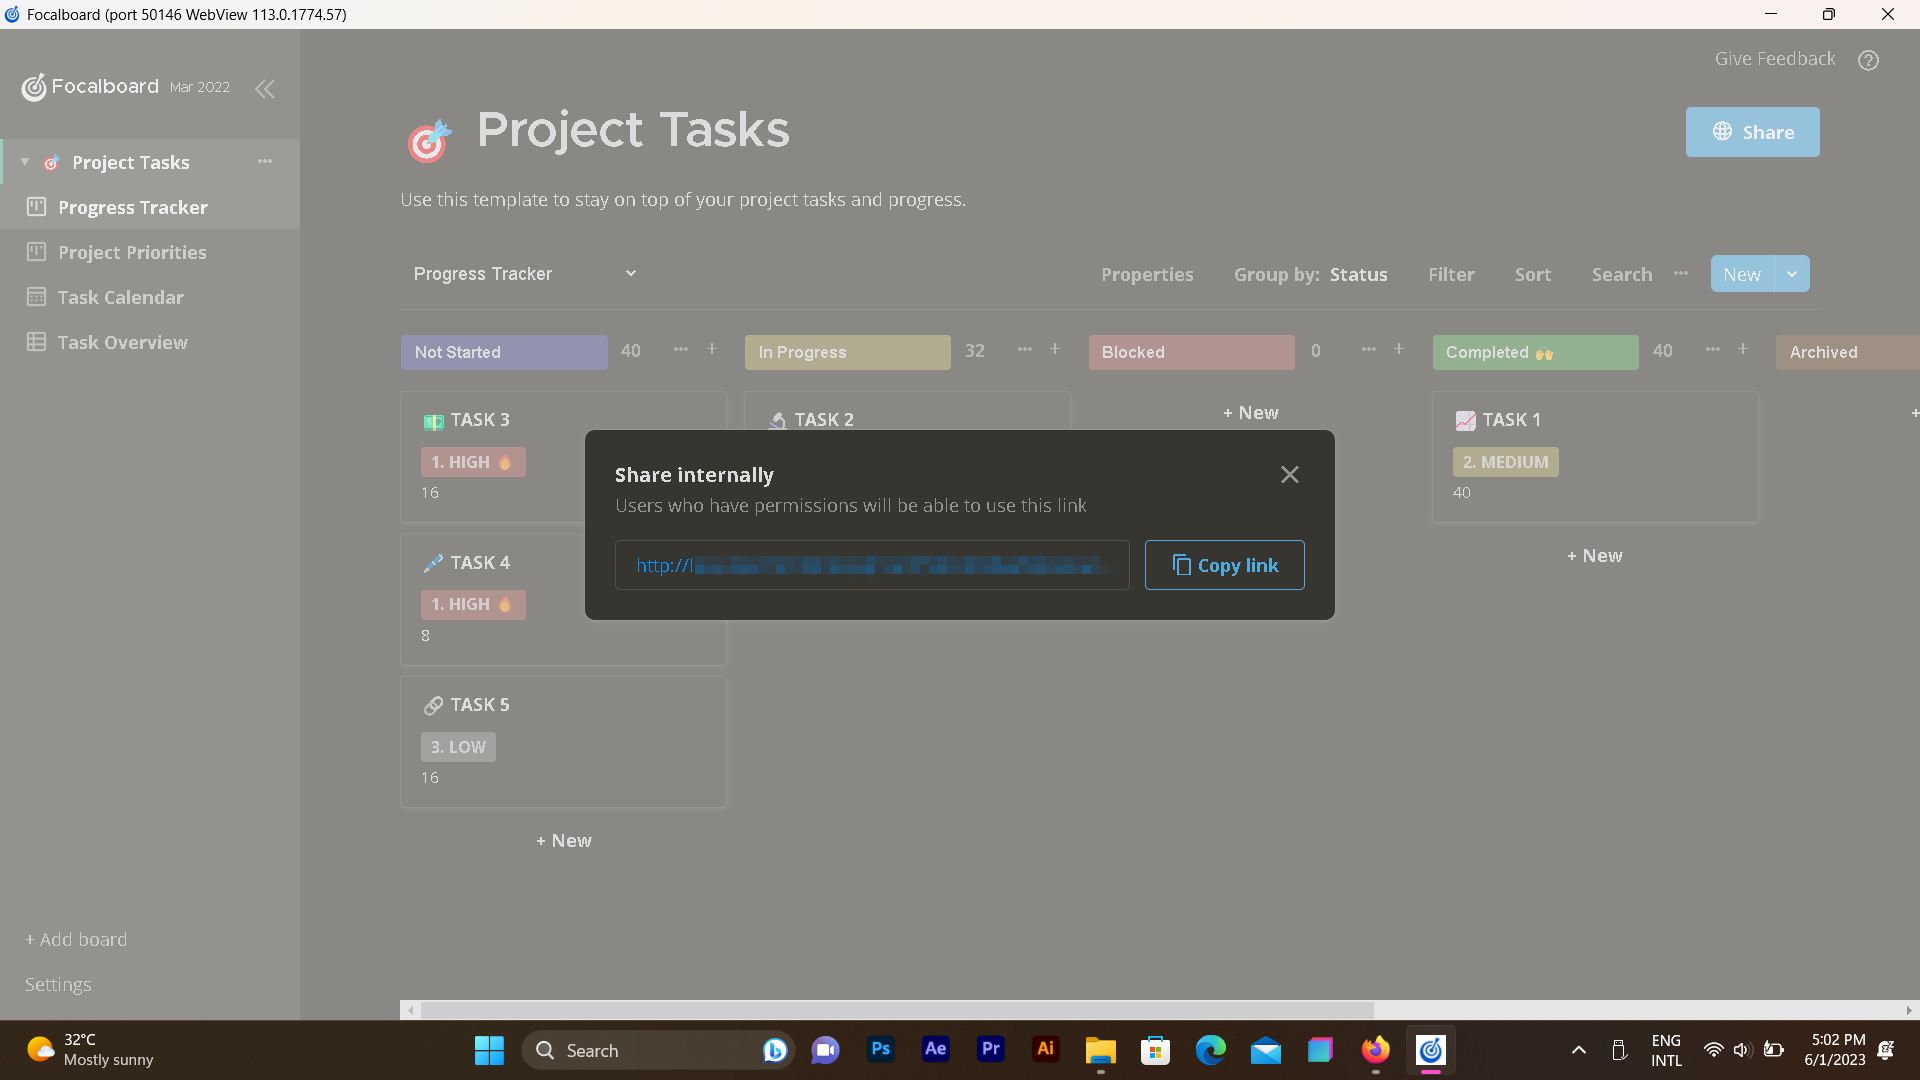 Focalboard (port 50146 WebView 113.0.1774.57)
Give Feedback
Focalboard Mar 2022
Project Tasks
Share
Project Tasks
Progress Tracker
Use this template to stay on top of your project tasks and progress.
Project Priorities
Task Calendar
Task Overview
Progress Tracker
Properties Group by: Status Filter Sort Search New
Not Started 40 + In Progress 32 + Blocked 0 + Completed 40 + Archived
TASK 3
1. HIGH
16
TASK 4
1. HIGH
8
TASK 5
3. LOW
16
+ New
TASK 2
+ New
TASK 1
2. MEDIUM
40
+ New
Share internally
Users who have permissions will be able to use this link
http://
Copy link
+ Add board
Settings
32°C
Mostly sunny
Search
Ps Ae Pr Ai
ENG
INTL
5:02 PM
6/1/2023